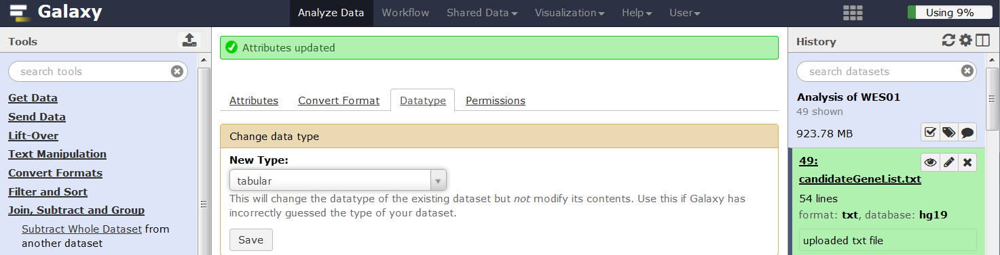 Galaxy
Analyze Data Workflow Shared Data Visualization Help User
Using 9%
Tools
search tools
Get Data
Send Data
Lift-Over
Text Manipulation
Convert Formats
Filter and Sort
Join, Subtract and Group
Subtract Whole Dataset from
another dataset
Attributes updated
Attributes Convert Format Datatype Permissions
Change data type
New Type:
tabular
This will change the datatype of the existing dataset but not modify its contents. Use this if Galaxy has
incorrectly guessed the type of your dataset.
Save
History
search datasets
Analysis of WES01
49 shown
923.78 MB
49:
candidateGeneList.txt
54 lines
format: txt, database: hg19
uploaded txt file